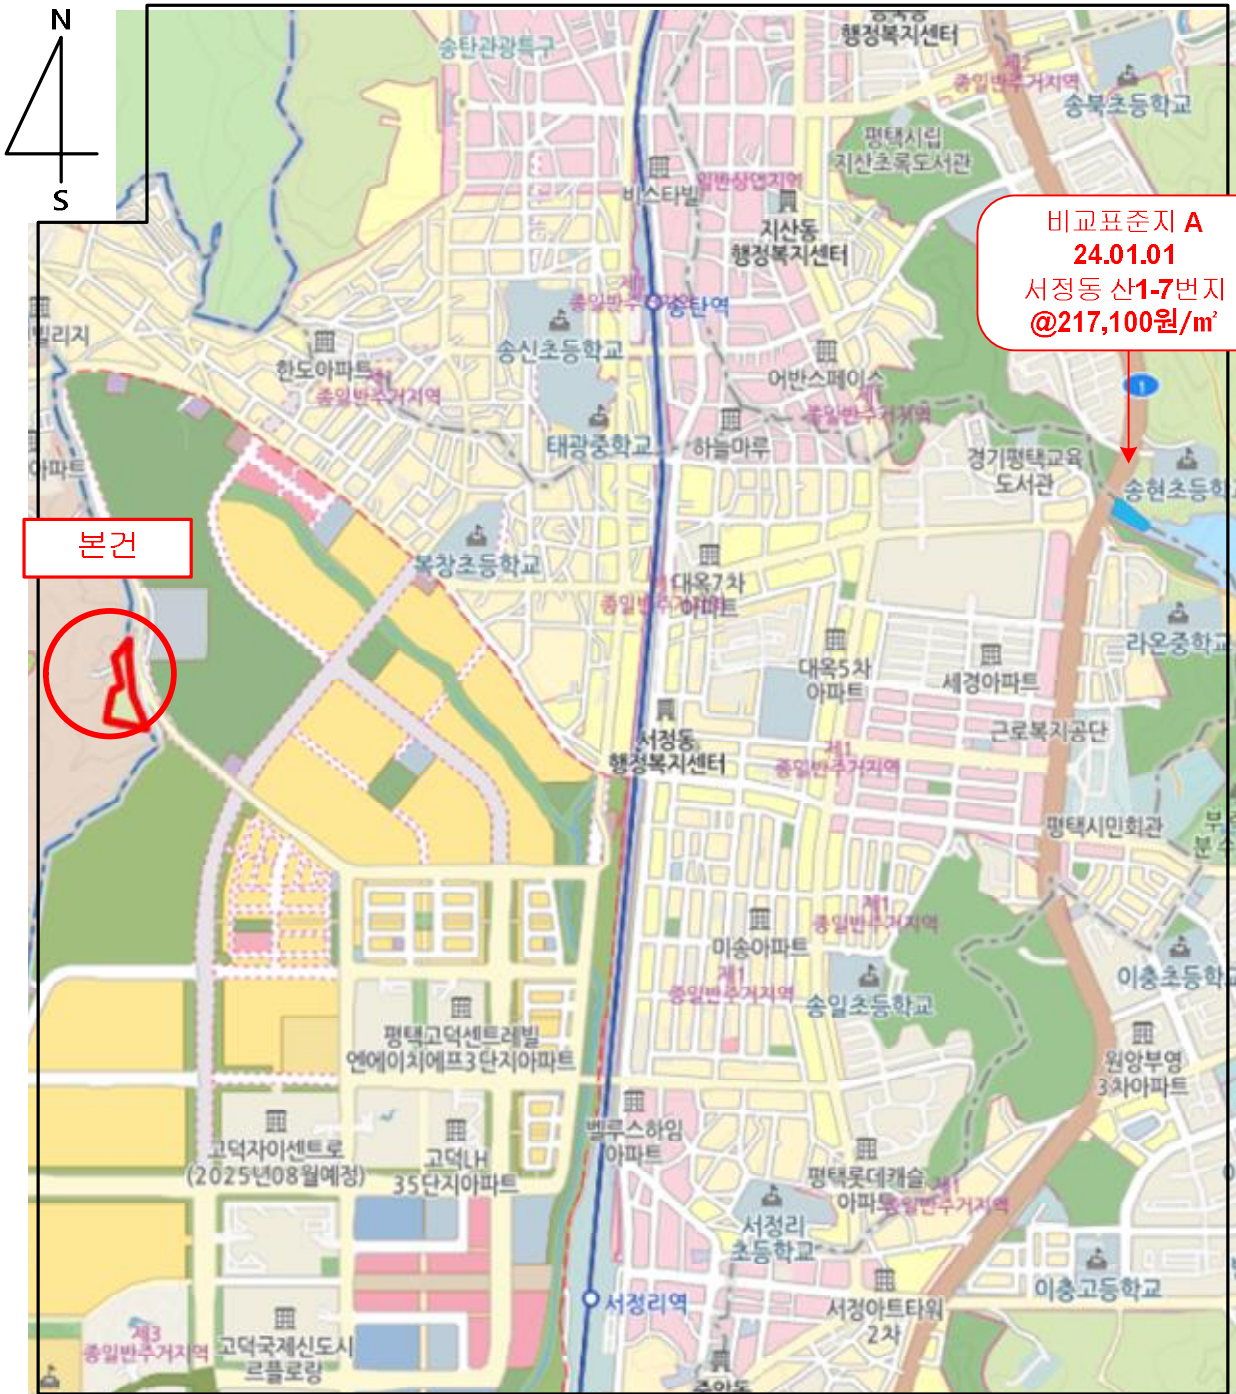 N
S
송탄관광특구
행정복지센터
제2
종일반주거지역
송북초등학교
평택시립
지산초록도서관
비스타빌
일반상업지역
지산동
행정복지센터
비교표준지 A
24.01.01
서정동 산1-7번지
@217,100원/㎡
제1
종일반주거지역
송탄역
빌리지
한도아파트
제1
종일반주거지역
송신초등학교
어반스페이스
제1
종일반주거지역
1
태광중학교
하늘마루
경기평택교육
도서관
송현초등학교
아파트
본건
복창초등학교
대옥7차
아파트
제1
종일반주거지역
라온중학교
대옥5차
아파트
세경아파트
근로복지공단
서정동
행정복지센터
제1
종일반주거지역
평택시민회관
제1
종일반주거지역
미송아파트
제1
종일반주거지역
송일초등학교
이충초등학교
평택고덕센트레빌
엔에이치에프3단지아파트
원앙부영
3차아파트
고덕자이센트로
(2025년08월예정)
고덕LH
35단지아파트
벨루스하임
아파트
평택롯데캐슬
아파트
제1
종일반주거지역
서정리
초등학교
이충고등학교
서정리역
서정아트타워
2차
제3
종일반주거지역
고덕국제신도시
르플로랑
중앙동